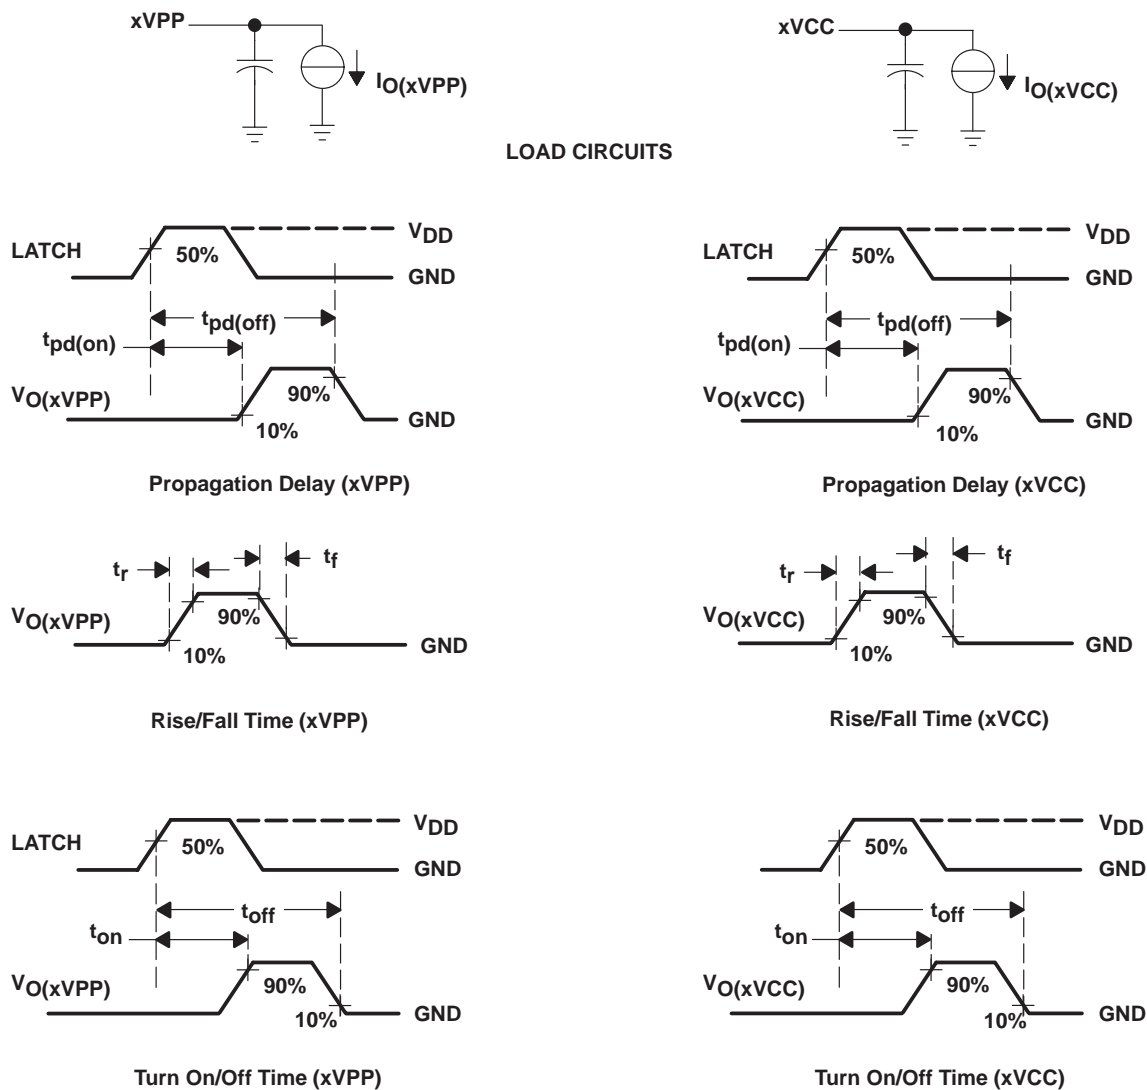 xVPP
IO(xVPP)
xVCC
IO(xVCC)
LOAD CIRCUITS
LATCH
50%
VDD
GND
tpd(off)
tpd(on)
VO(xVPP)
90%
10%
GND
Propagation Delay (xVPP)
LATCH
50%
VDD
GND
tpd(off)
tpd(on)
VO(xVCC)
90%
10%
GND
Propagation Delay (xVCC)
tr
tf
VO(xVPP)
90%
10%
GND
Rise/Fall Time (xVPP)
tr
tf
VO(xVCC)
90%
10%
GND
Rise/Fall Time (xVCC)
LATCH
50%
VDD
GND
toff
ton
VO(xVPP)
90%
10%
GND
Turn On/Off Time (xVPP)
LATCH
50%
VDD
GND
toff
ton
VO(xVCC)
90%
10%
GND
Turn On/Off Time (xVCC)